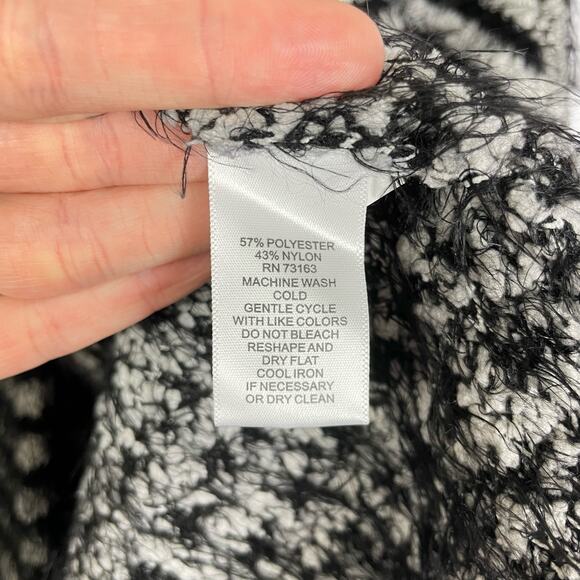 57% POLYESTER
43% NYLON
RN 73163
MACHINE WASH
COLD
GENTLE CYCLE
WITH LIKE COLORS
DO NOT BLEACH
RESHAPE AND
DRY FLAT
COOL IRON
IF NECESSARY
OR DRY CLEAN